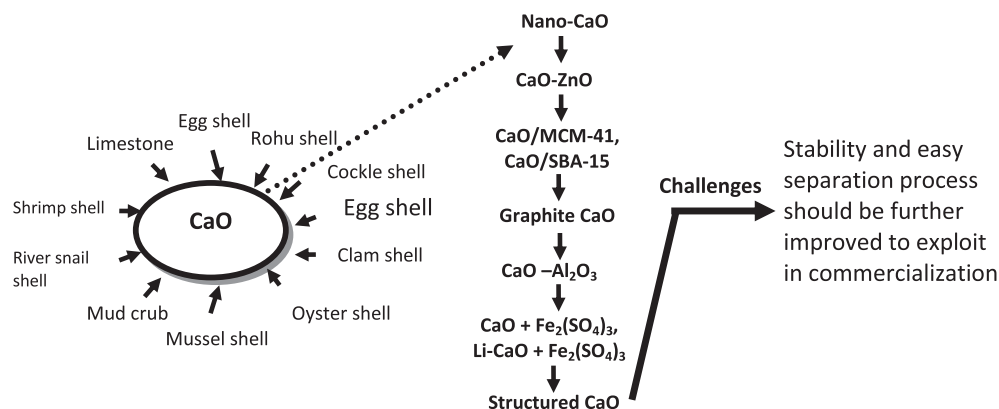 Egg shell
Limestone
Rohu shell
Cockle shell
Shrimp shell
CaO
Egg shell
River snail
shell
Clam shell
Mud crub
Oyster shell
Mussel shell
Nano-CaO
CaO-ZnO
CaO/MCM-41,
CaO/SBA-15
Graphite CaO
CaO –Al₂O₃
CaO + Fe₂(SO₄)₃,
Li-CaO + Fe₂(SO₄)₃
Structured CaO
Challenges
Stability and easy
separation process
should be further
improved to exploit
in commercialization